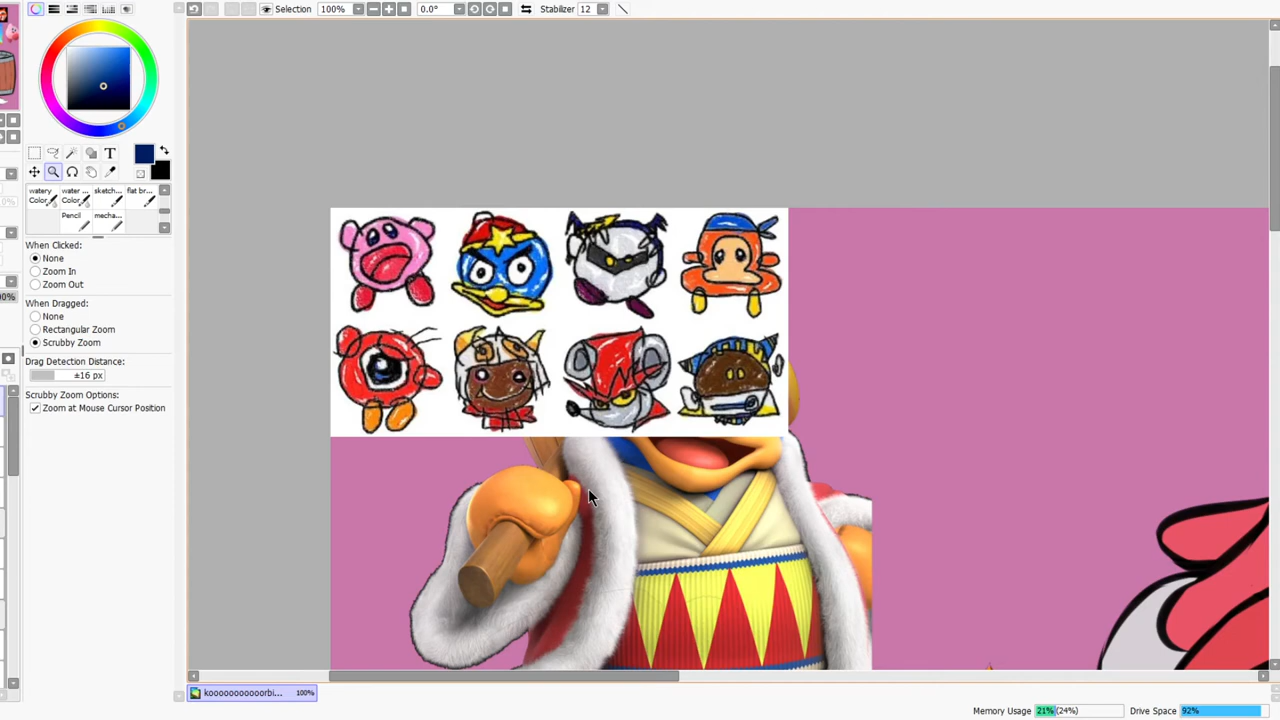 Selection 100% 0.0° Stabilizer 12
T
watery water ... sketch... flat br...
Color Color
Pencil mecha...
When Clicked:
None
Zoom In
Zoom Out
When Dragged:
None
Rectangular Zoom
Scrubby Zoom
Drag Detection Distance:
±16 px
Scrubby Zoom Options:
Zoom at Mouse Cursor Position
koooooooooorbi... 100%
Memory Usage 21% (24%) Drive Space 92%